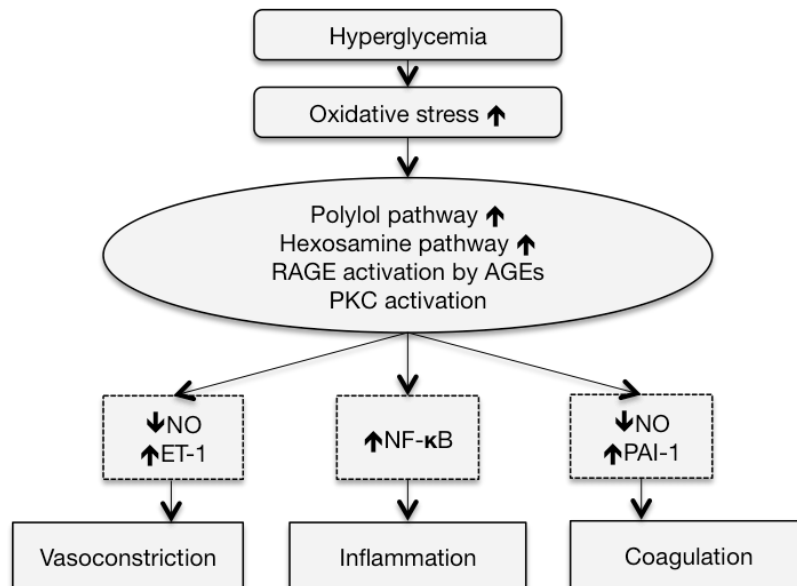 Hyperglycemia
Oxidative stress ↑
Polylol pathway ↑
Hexosamine pathway ↑
RAGE activation by AGEs
PKC activation
↓NO
↑ET-1
↑NF-κB
↓NO
↑PAI-1
Vasoconstriction
Inflammation
Coagulation